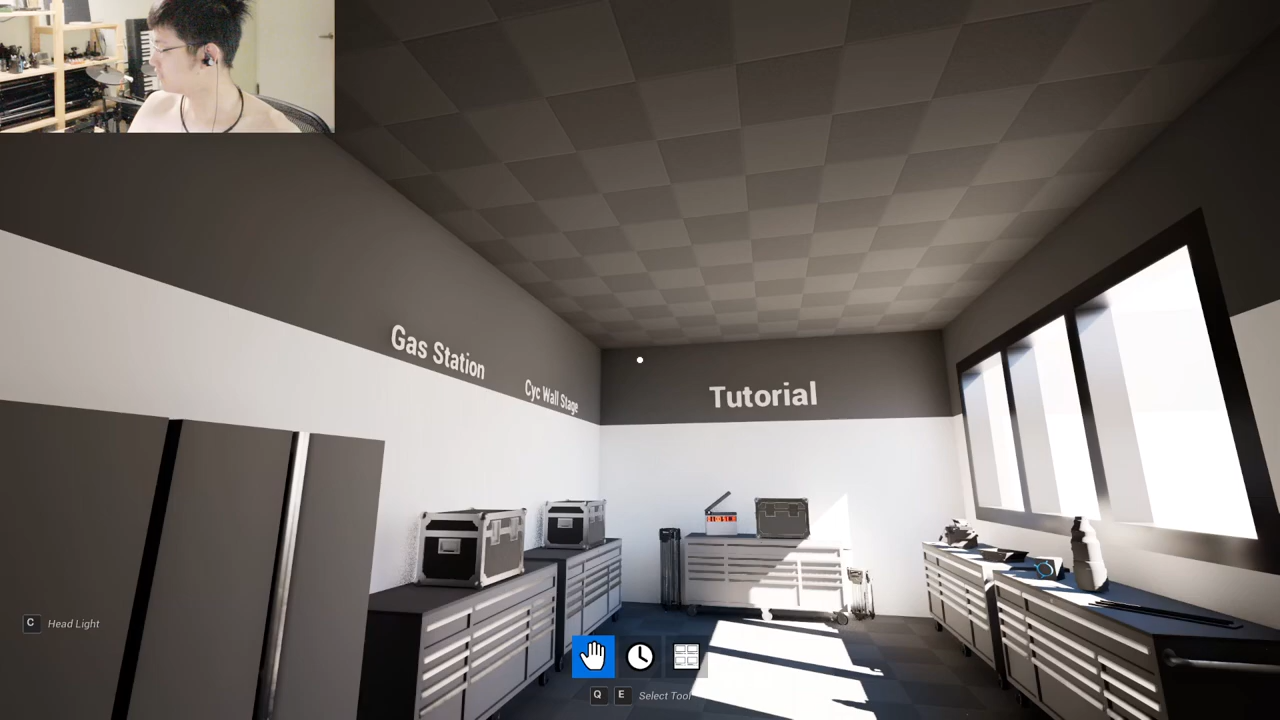 Gas Station
Cyc Wall Stage
Tutorial
C Head Light
Q E Select Tool